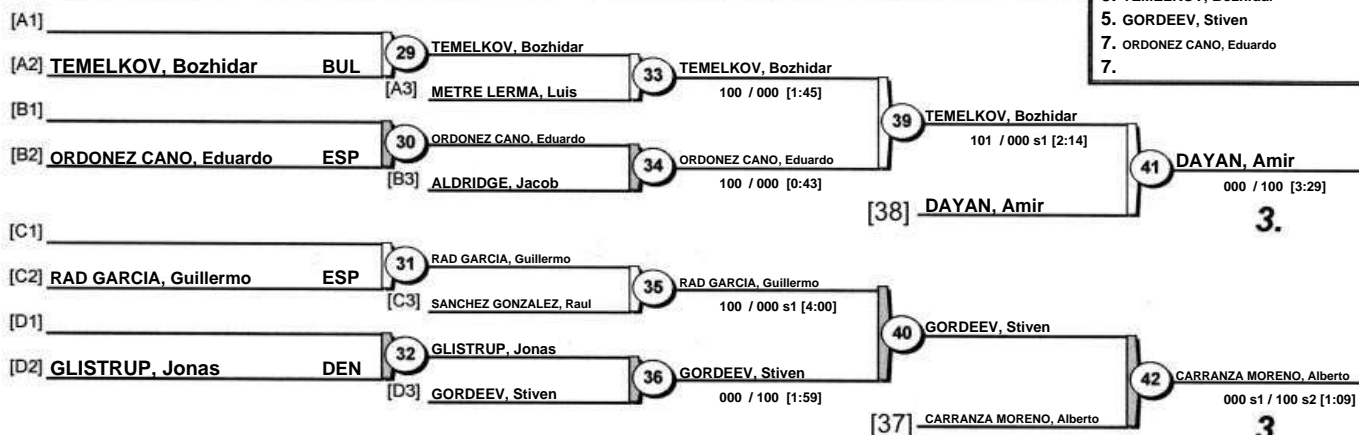 5. TEMELKOV, Bozhidar
5. GORDEEV, Stiven
7. ORDONEZ CANO, Eduardo
7.
[A1]
[A2] TEMELKOV, Bozhidar BUL
29
TEMELKOV, Bozhidar
[A3] METRE LERMA, Luis
33
TEMELKOV, Bozhidar
100 / 000 [1:45]
[B1]
[B2] ORDONEZ CANO, Eduardo ESP
30
ORDONEZ CANO, Eduardo
[B3] ALDRIDGE, Jacob
34
ORDONEZ CANO, Eduardo
100 / 000 [0:43]
39
TEMELKOV, Bozhidar
101 / 000 s1 [2:14]
[38] DAYAN, Amir
41
DAYAN, Amir
000 / 100 [3:29]
3.
[C1]
[C2] RAD GARCIA, Guillermo ESP
31
RAD GARCIA, Guillermo
[C3] SANCHEZ GONZALEZ, Raul
35
RAD GARCIA, Guillermo
100 / 000 s1 [4:00]
[D1]
[D2] GLISTRUP, Jonas DEN
32
GLISTRUP, Jonas
[D3] GORDEEV, Stiven
36
GORDEEV, Stiven
000 / 100 [1:59]
40
GORDEEV, Stiven
[37] CARRANZA MORENO, Alberto
42
CARRANZA MORENO, Alberto
000 s1 / 100 s2 [1:09]
3